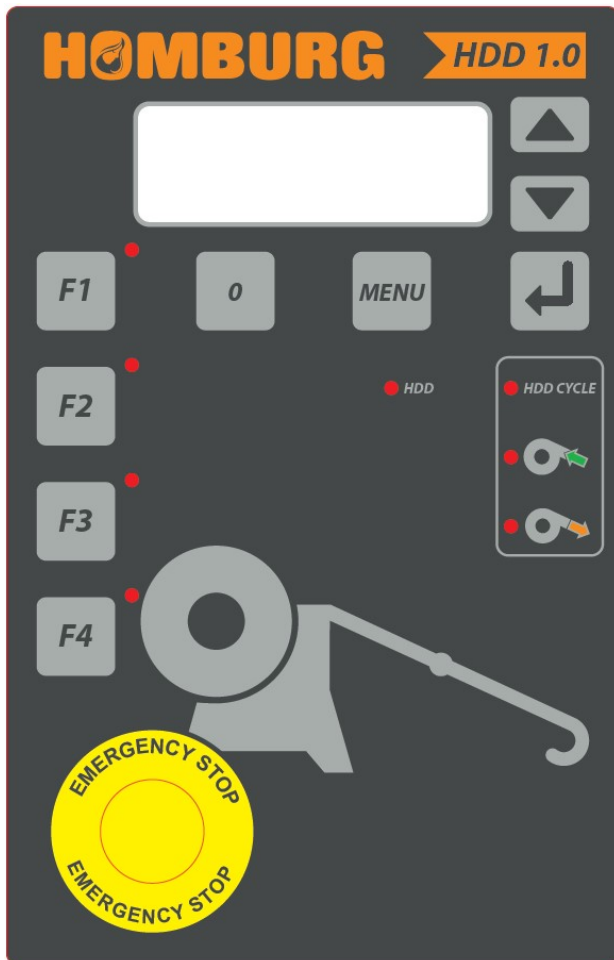 HOMBURG
HDD 1.0
F1
0
MENU
F2
HDD
HDD CYCLE
F3
F4
EMERGENCY STOP
EMERGENCY STOP